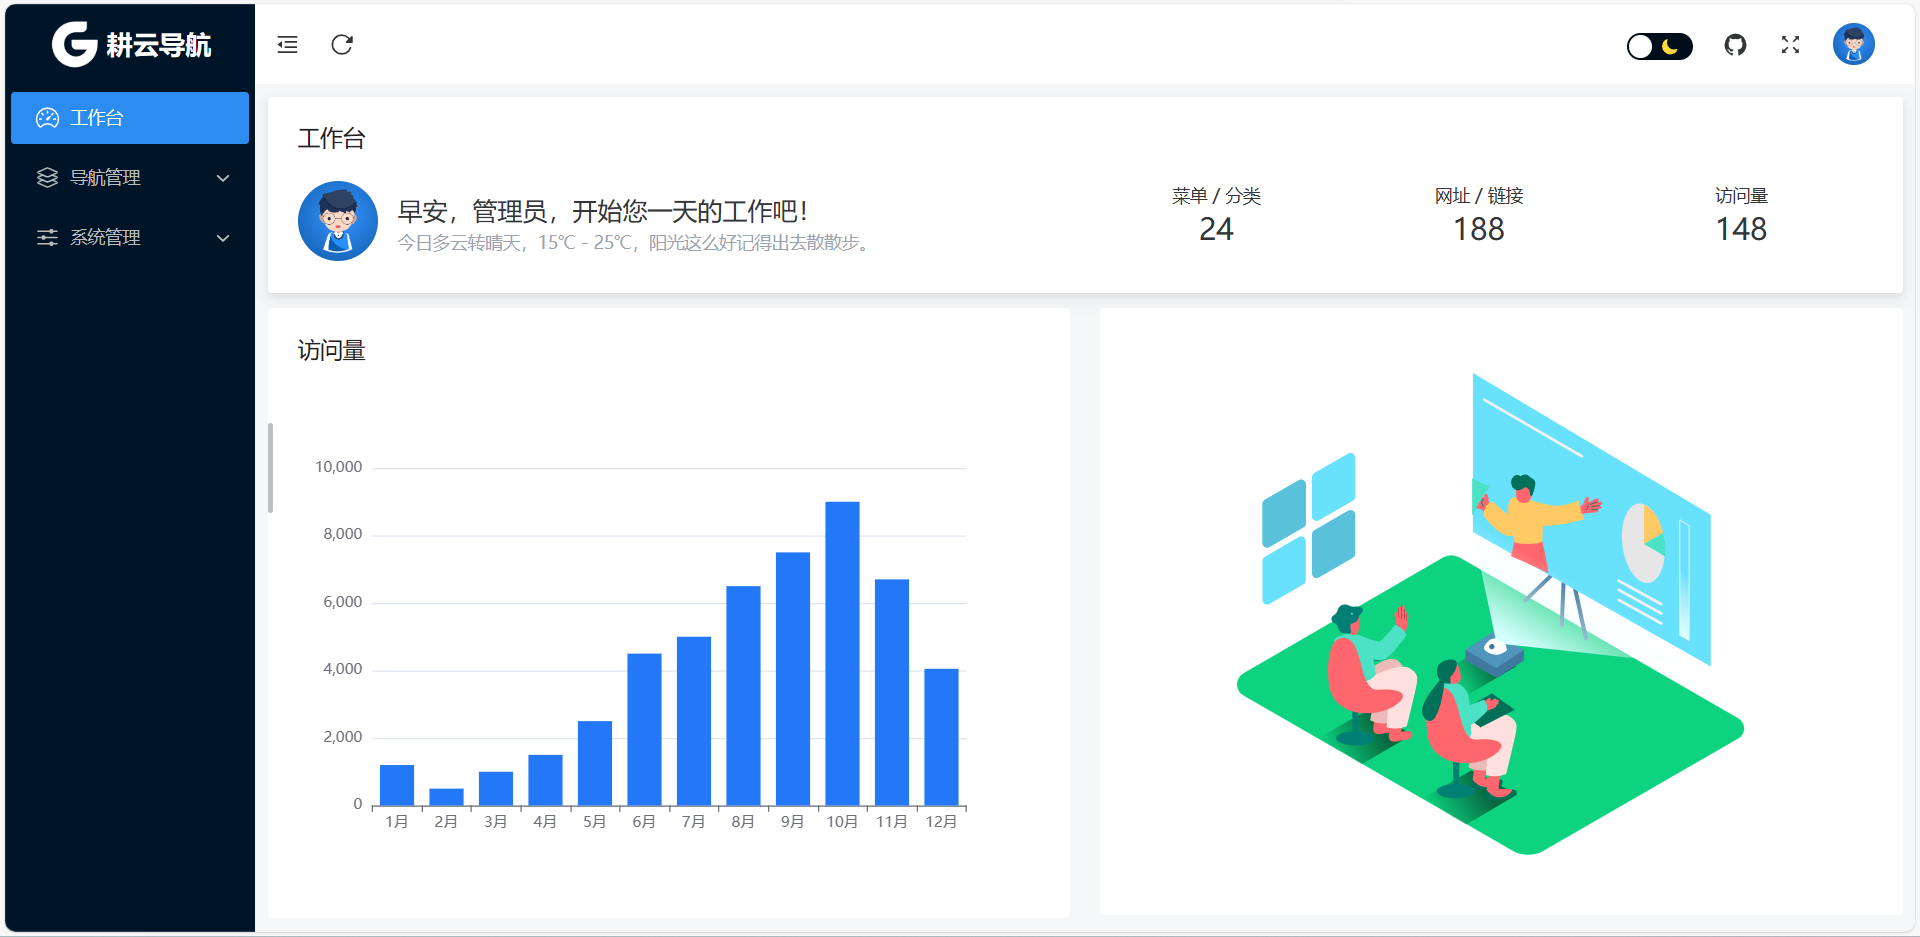 耕云导航
工作台
导航管理
系统管理
工作台
早安，管理员，开始您一天的工作吧！
今日多云转晴天，15℃ - 25℃，阳光这么好记得出去散散步。
菜单 / 分类
24
网址 / 链接
188
访问量
148
访问量
10,000
8,000
6,000
4,000
2,000
0
1月 2月 3月 4月 5月 6月 7月 8月 9月 10月 11月 12月